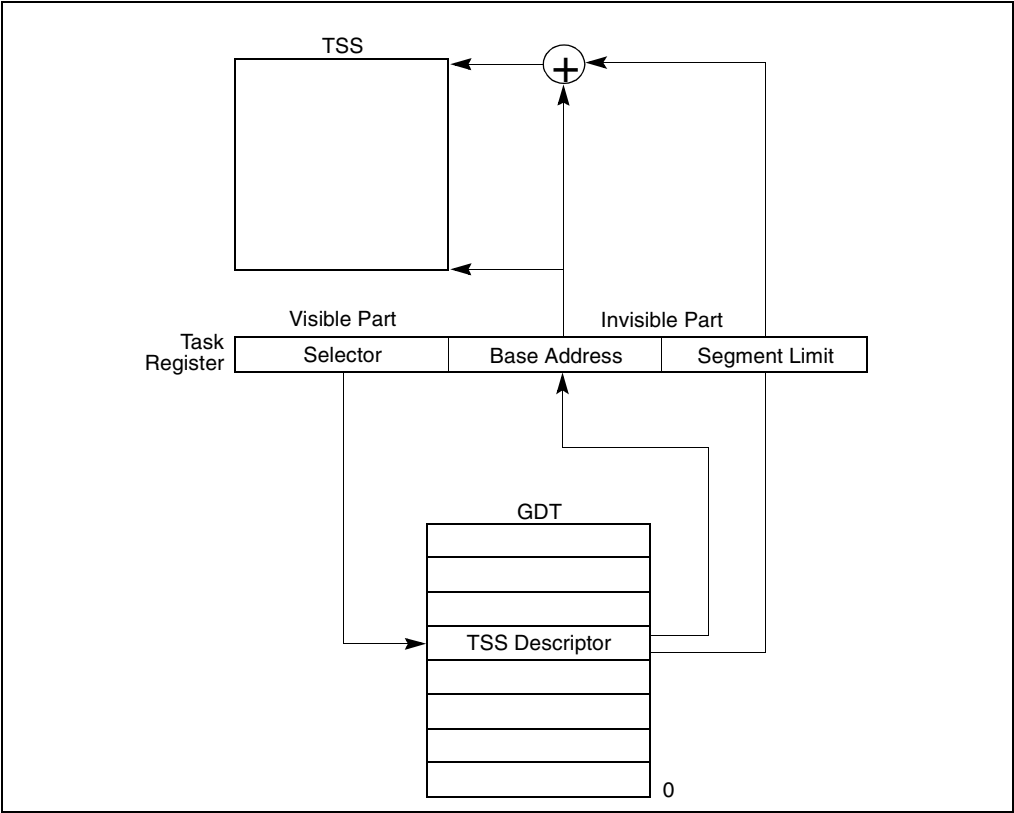 TSS
+
Visible Part
Invisible Part
Task
Register
Selector
Base Address
Segment Limit
GDT
TSS Descriptor
0